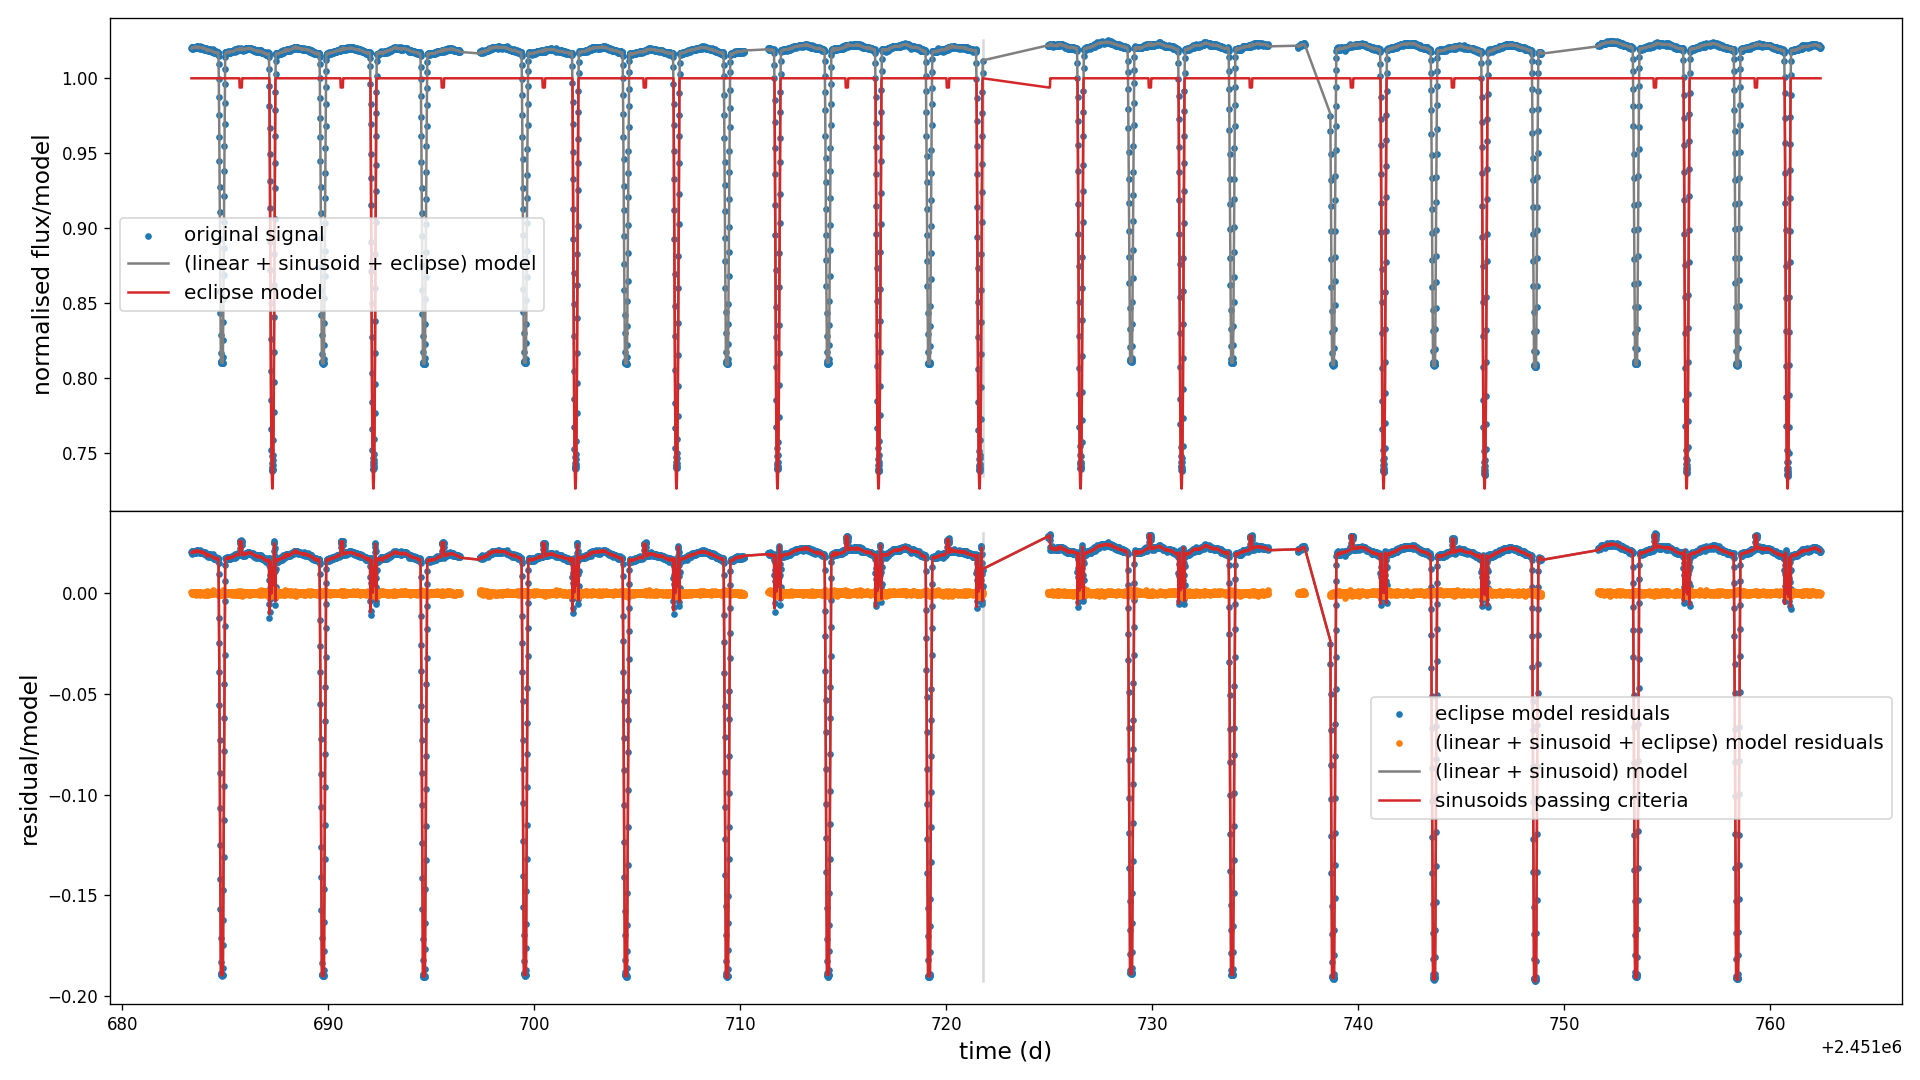 normalised flux/model
1.00
0.95
0.90
0.85
0.80
0.75
original signal
(linear + sinusoid + eclipse) model
eclipse model
residual/model
0.00
−0.05
−0.10
−0.15
−0.20
eclipse model residuals
(linear + sinusoid + eclipse) model residuals
(linear + sinusoid) model
sinusoids passing criteria
680 690 700 710 720 730 740 750 760
time (d)
+2.451e6